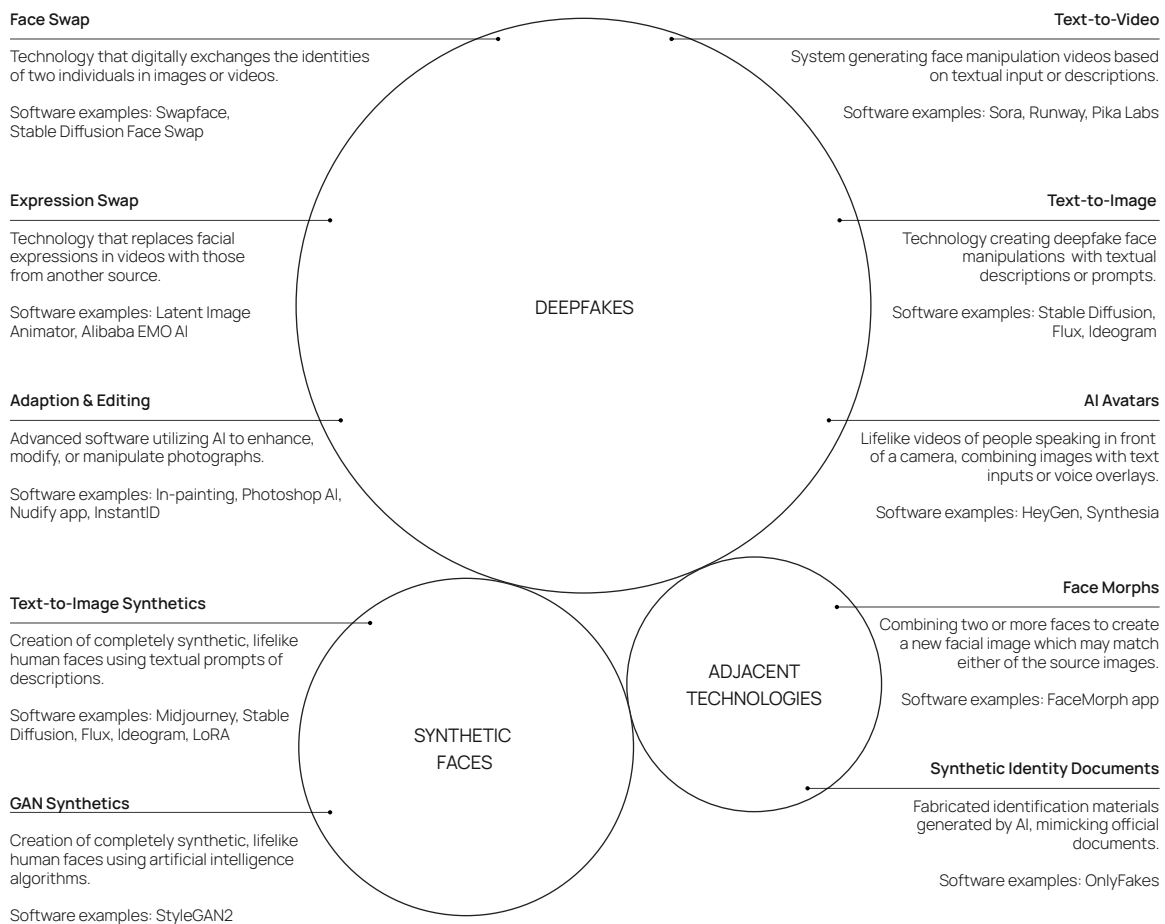 Face Swap
Technology that digitally exchanges the identities
of two individuals in images or videos.
Software examples: Swapface,
Stable Diffusion Face Swap
Expression Swap
Technology that replaces facial
expressions in videos with those
from another source.
Software examples: Latent Image
Animator, Alibaba EMO AI
Adaption & Editing
Advanced software utilizing AI to enhance,
modify, or manipulate photographs.
Software examples: In-painting, Photoshop AI,
Nudify app, InstantID
Text-to-Image Synthetics
Creation of completely synthetic, lifelike
human faces using textual prompts of
descriptions.
Software examples: Midjourney, Stable
Diffusion, Flux, Ideogram, LoRA
GAN Synthetics
Creation of completely synthetic, lifelike
human faces using artificial intelligence
algorithms.
Software examples: StyleGAN2
DEEPFAKES
SYNTHETIC
FACES
ADJACENT
TECHNOLOGIES
Text-to-Video
System generating face manipulation videos based
on textual input or descriptions.
Software examples: Sora, Runway, Pika Labs
Text-to-Image
Technology creating deepfake face
manipulations with textual
descriptions or prompts.
Software examples: Stable Diffusion,
Flux, Ideogram
AI Avatars
Lifelike videos of people speaking in front
of a camera, combining images with text
inputs or voice overlays.
Software examples: HeyGen, Synthesia
Face Morphs
Combining two or more faces to create
a new facial image which may match
either of the source images.
Software examples: FaceMorph app
Synthetic Identity Documents
Fabricated identification materials
generated by AI, mimicking official
documents.
Software examples: OnlyFakes